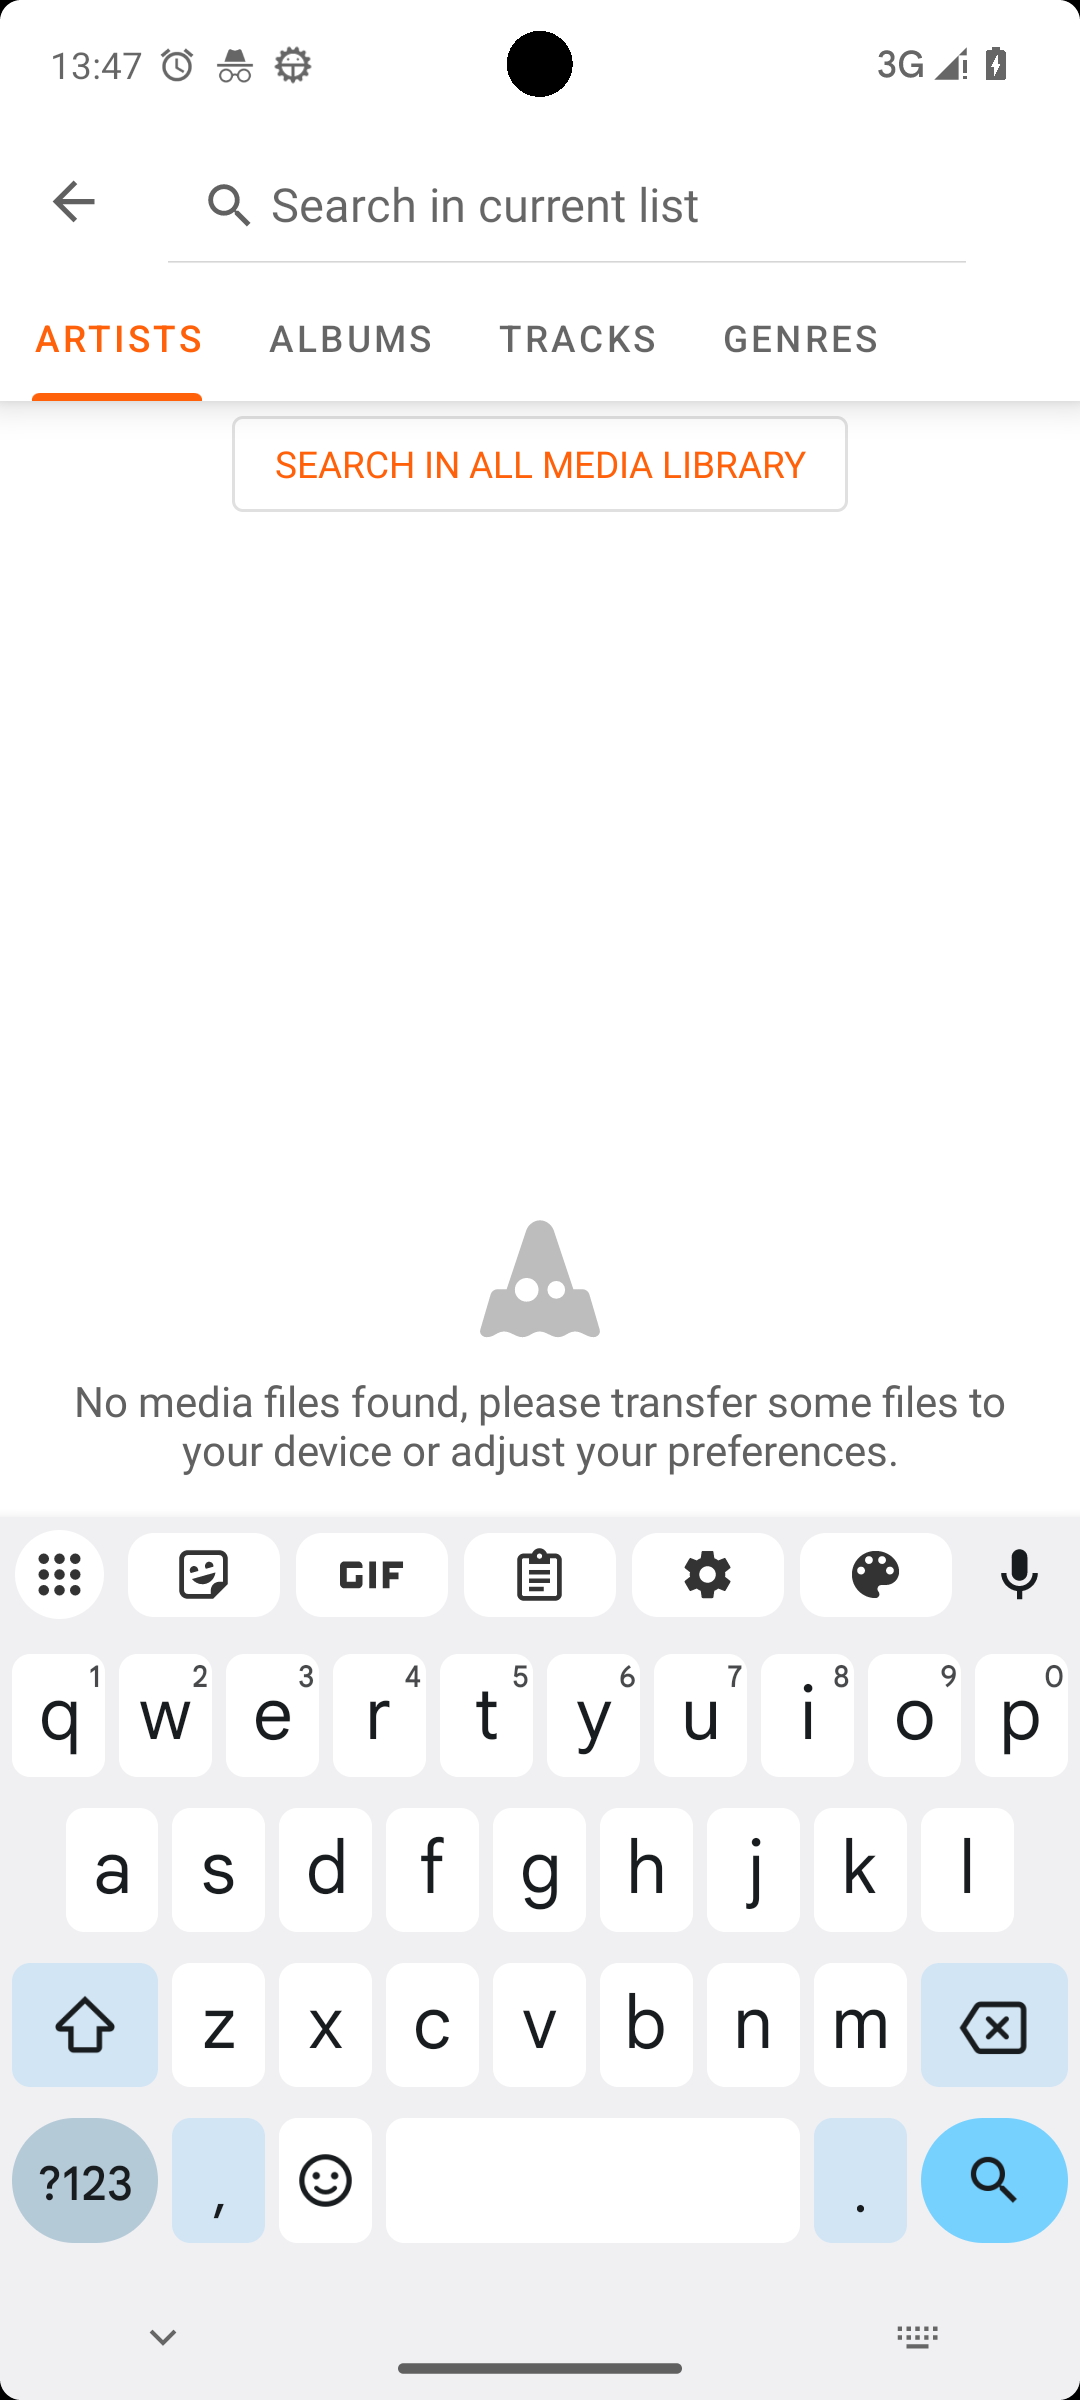 13:47 3G
Search in current list
ARTISTS ALBUMS TRACKS GENRES
SEARCH IN ALL MEDIA LIBRARY
No media files found, please transfer some files to
your device or adjust your preferences.
GIF
q1 w2 e3 r4 t5 y6 u7 i8 o9 p0
a s d f g h j k l
z x c v b n m
?123 , .